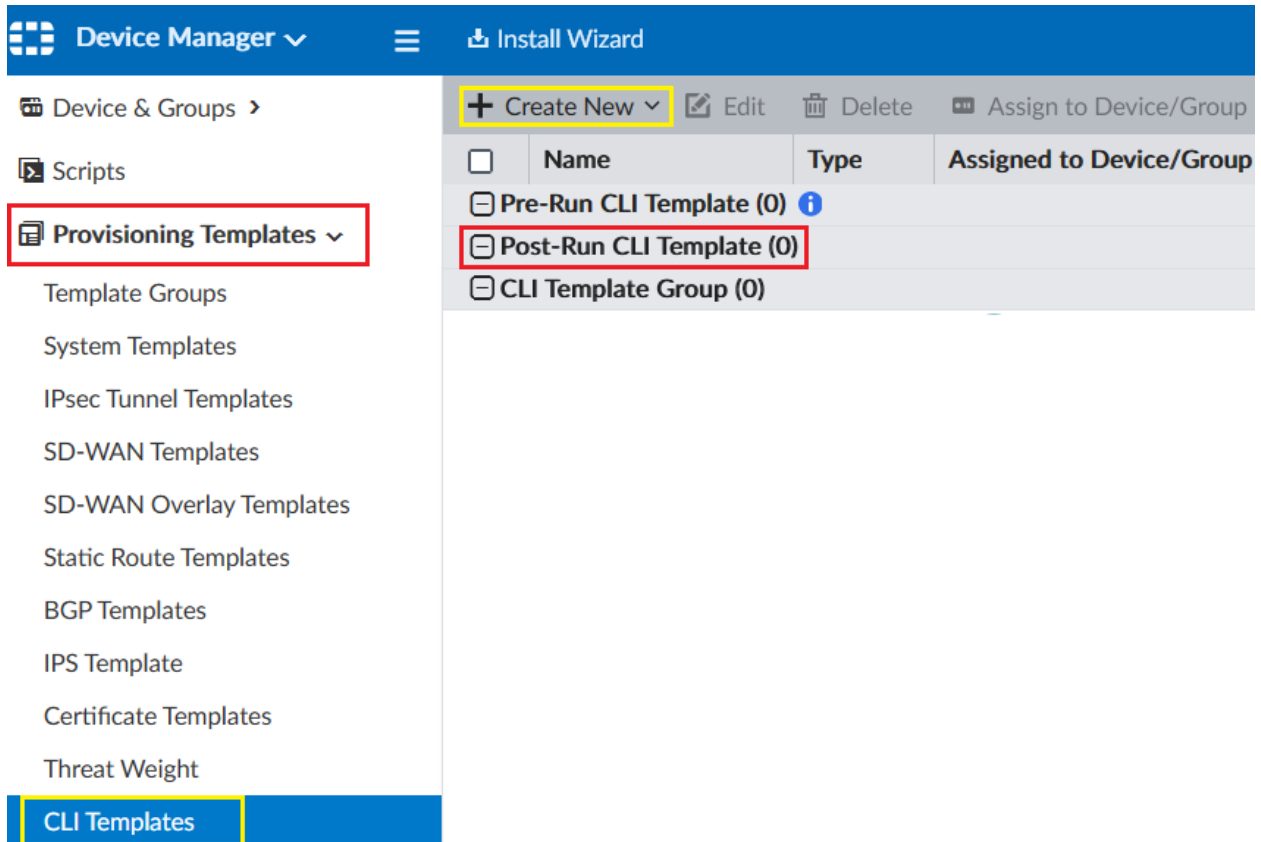 Device Manager
Install Wizard
Device & Groups
Scripts
Provisioning Templates
Template Groups
System Templates
IPsec Tunnel Templates
SD-WAN Templates
SD-WAN Overlay Templates
Static Route Templates
BGP Templates
IPS Template
Certificate Templates
Threat Weight
CLI Templates
Create New Edit Delete Assign to Device/Group
Name Type Assigned to Device/Group
Pre-Run CLI Template (0)
Post-Run CLI Template (0)
CLI Template Group (0)